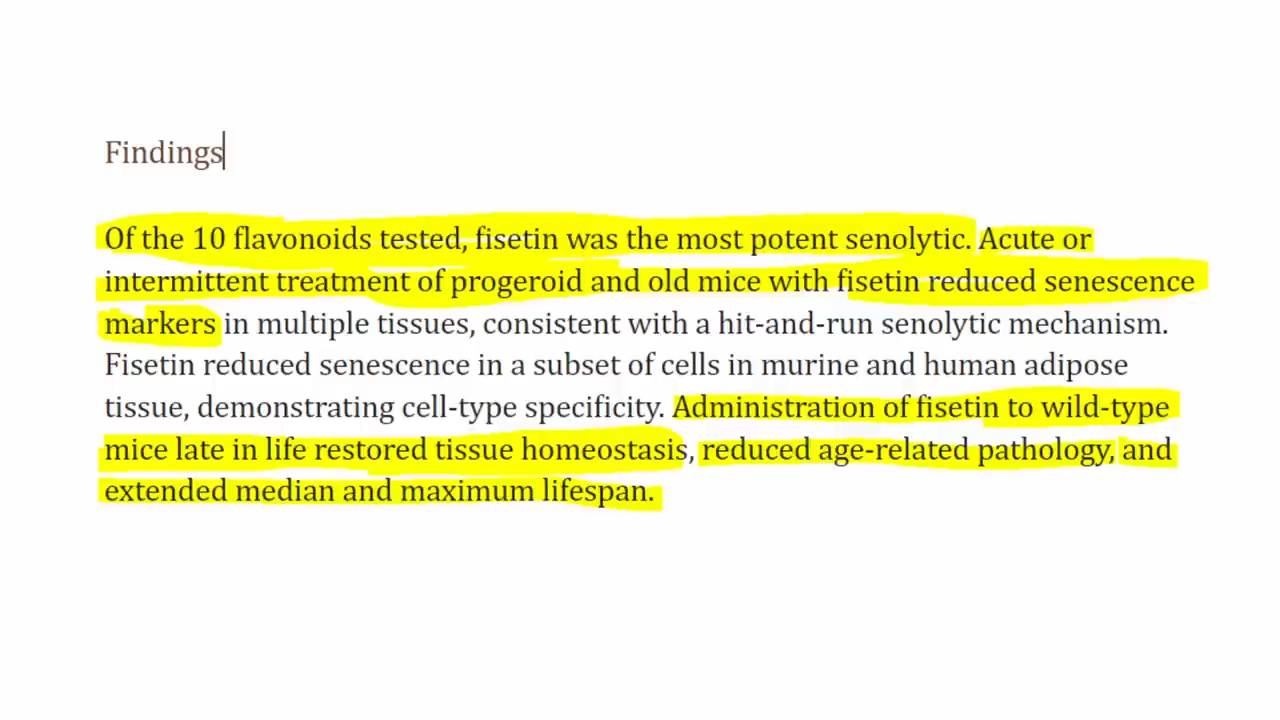 Findings
Of the 10 flavonoids tested, fisetin was the most potent senolytic. Acute or
intermittent treatment of progeroid and old mice with fisetin reduced senescence
markers in multiple tissues, consistent with a hit-and-run senolytic mechanism.
Fisetin reduced senescence in a subset of cells in murine and human adipose
tissue, demonstrating cell-type specificity. Administration of fisetin to wild-type
mice late in life restored tissue homeostasis, reduced age-related pathology, and
extended median and maximum lifespan.